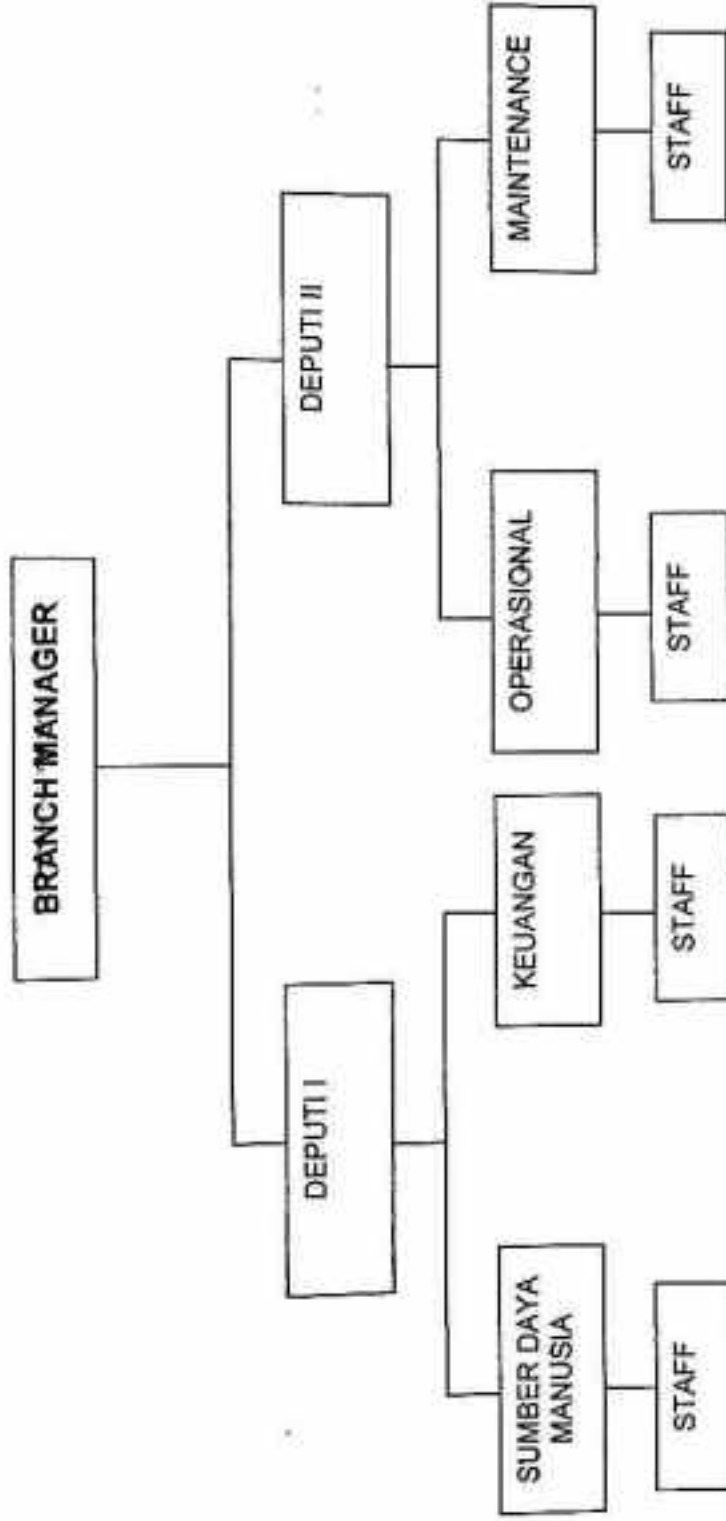 BRANCH MANAGER
DEPUTI I
DEPUTI II
SUMBER DAYA
MANUSIA
KEUANGAN
OPERASIONAL
MAINTENANCE
STAFF
STAFF
STAFF
STAFF